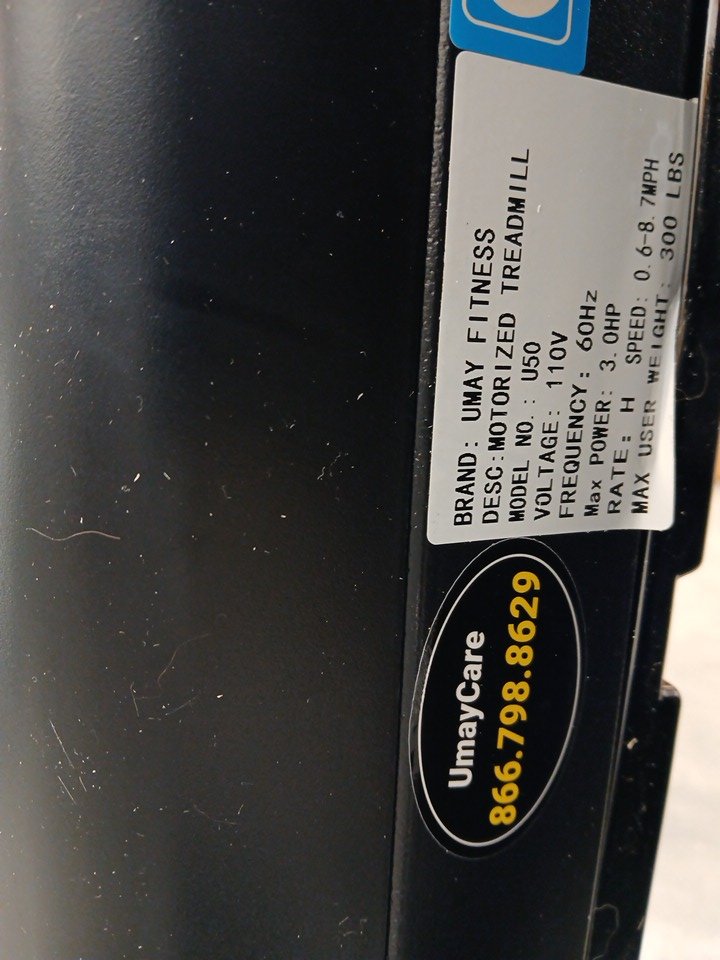 BRAND: UMAY FITNESS
DESC:MOTORIZED TREADMILL
MODEL NO.: U50
VOLTAGE: 110V
FREQUENCY: 60Hz
Max POWER: 3.0HP
RATE: H SPEED: 0.6-8.7MPH
MAX USER WEIGHT: 300 LBS
UmayCare
866.798.8629